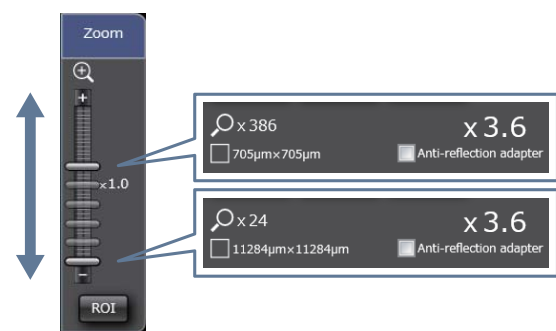 Zoom
+
×1.0
−
ROI
x 386
x 3.6
705μm×705μm
Anti-reflection adapter
x 24
x 3.6
11284μm×11284μm
Anti-reflection adapter